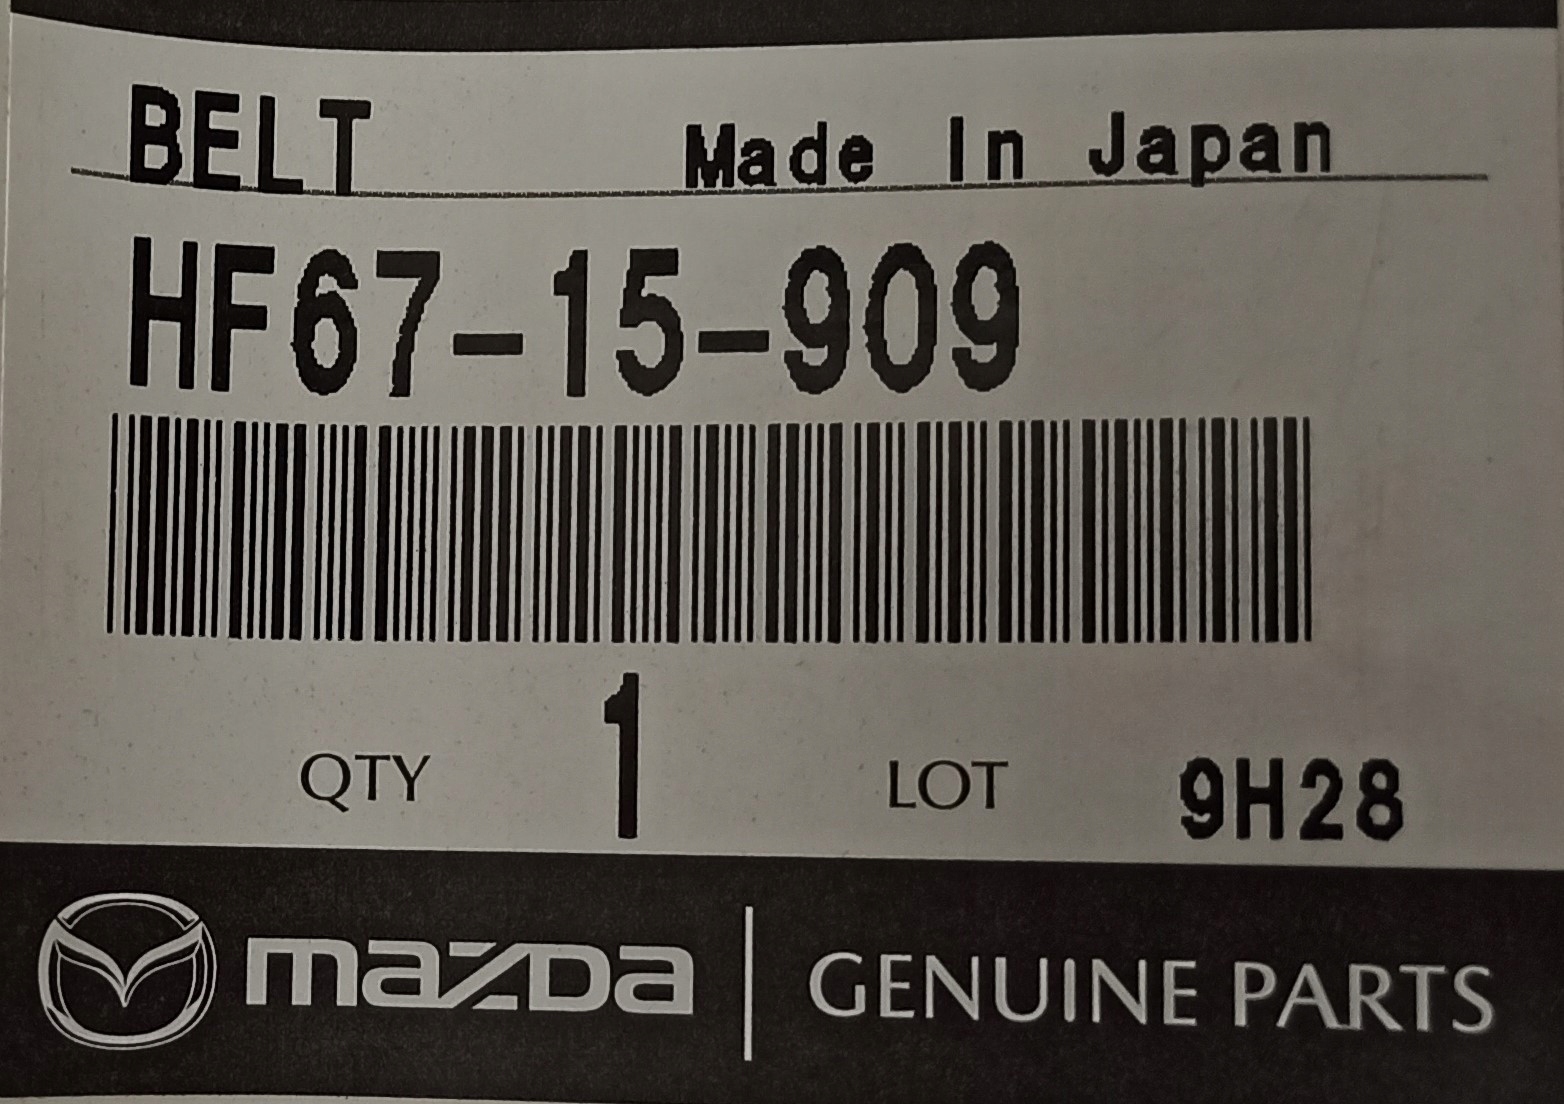 BELT Made In Japan
HF67-15-909
QTY 1 LOT 9H28
mazda GENUINE PARTS